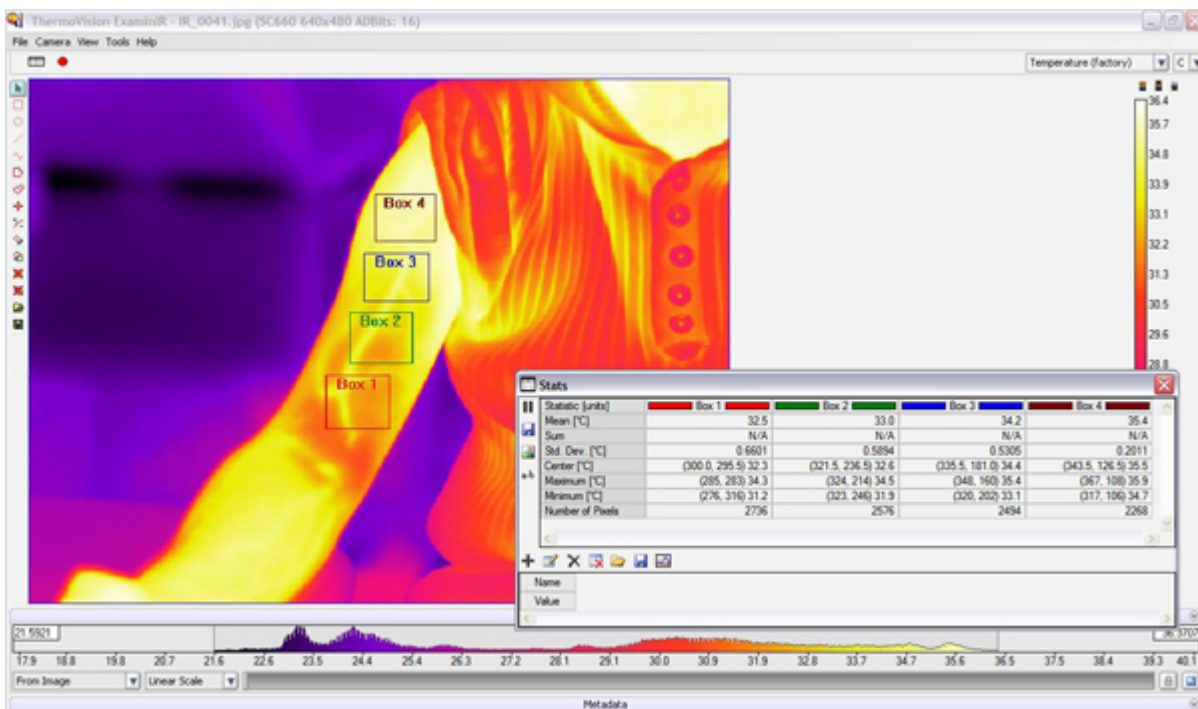 ThermoVision ExaminIR - IR_0041.jpg (SC660 640x480 ADBits: 16)
File Camera View Tools Help
Temperature (factory) C
36.4
35.7
34.8
33.9
33.1
32.2
31.3
30.5
29.6
28.8
Box 4
Box 3
Box 2
Box 1
Stats
Statistic [units] Box 1 Box 2 Box 3 Box 4
Mean [°C] 32.5 33.0 34.2 35.4
Sum N/A N/A N/A N/A
Std. Dev. [°C] 0.6601 0.5894 0.5305 0.2011
Center [°C] (300.0, 295.5) 32.3 (321.5, 236.5) 32.6 (335.5, 181.0) 34.4 (343.5, 126.5) 35.5
Maximum [°C] (285, 283) 34.3 (324, 214) 34.5 (348, 160) 35.4 (367, 108) 35.9
Minimum [°C] (276, 316) 31.2 (323, 246) 31.9 (320, 202) 33.1 (317, 106) 34.7
Number of Pixels 2736 2576 2494 2268
Name
Value
21.5921 36.3707
17.9 18.8 19.8 20.7 21.6 22.6 23.5 24.4 25.4 26.3 27.2 28.1 29.1 30.0 30.9 31.9 32.8 33.7 34.7 35.6 36.5 37.5 38.4 39.3 40.1
From Image Linear Scale
Metadata